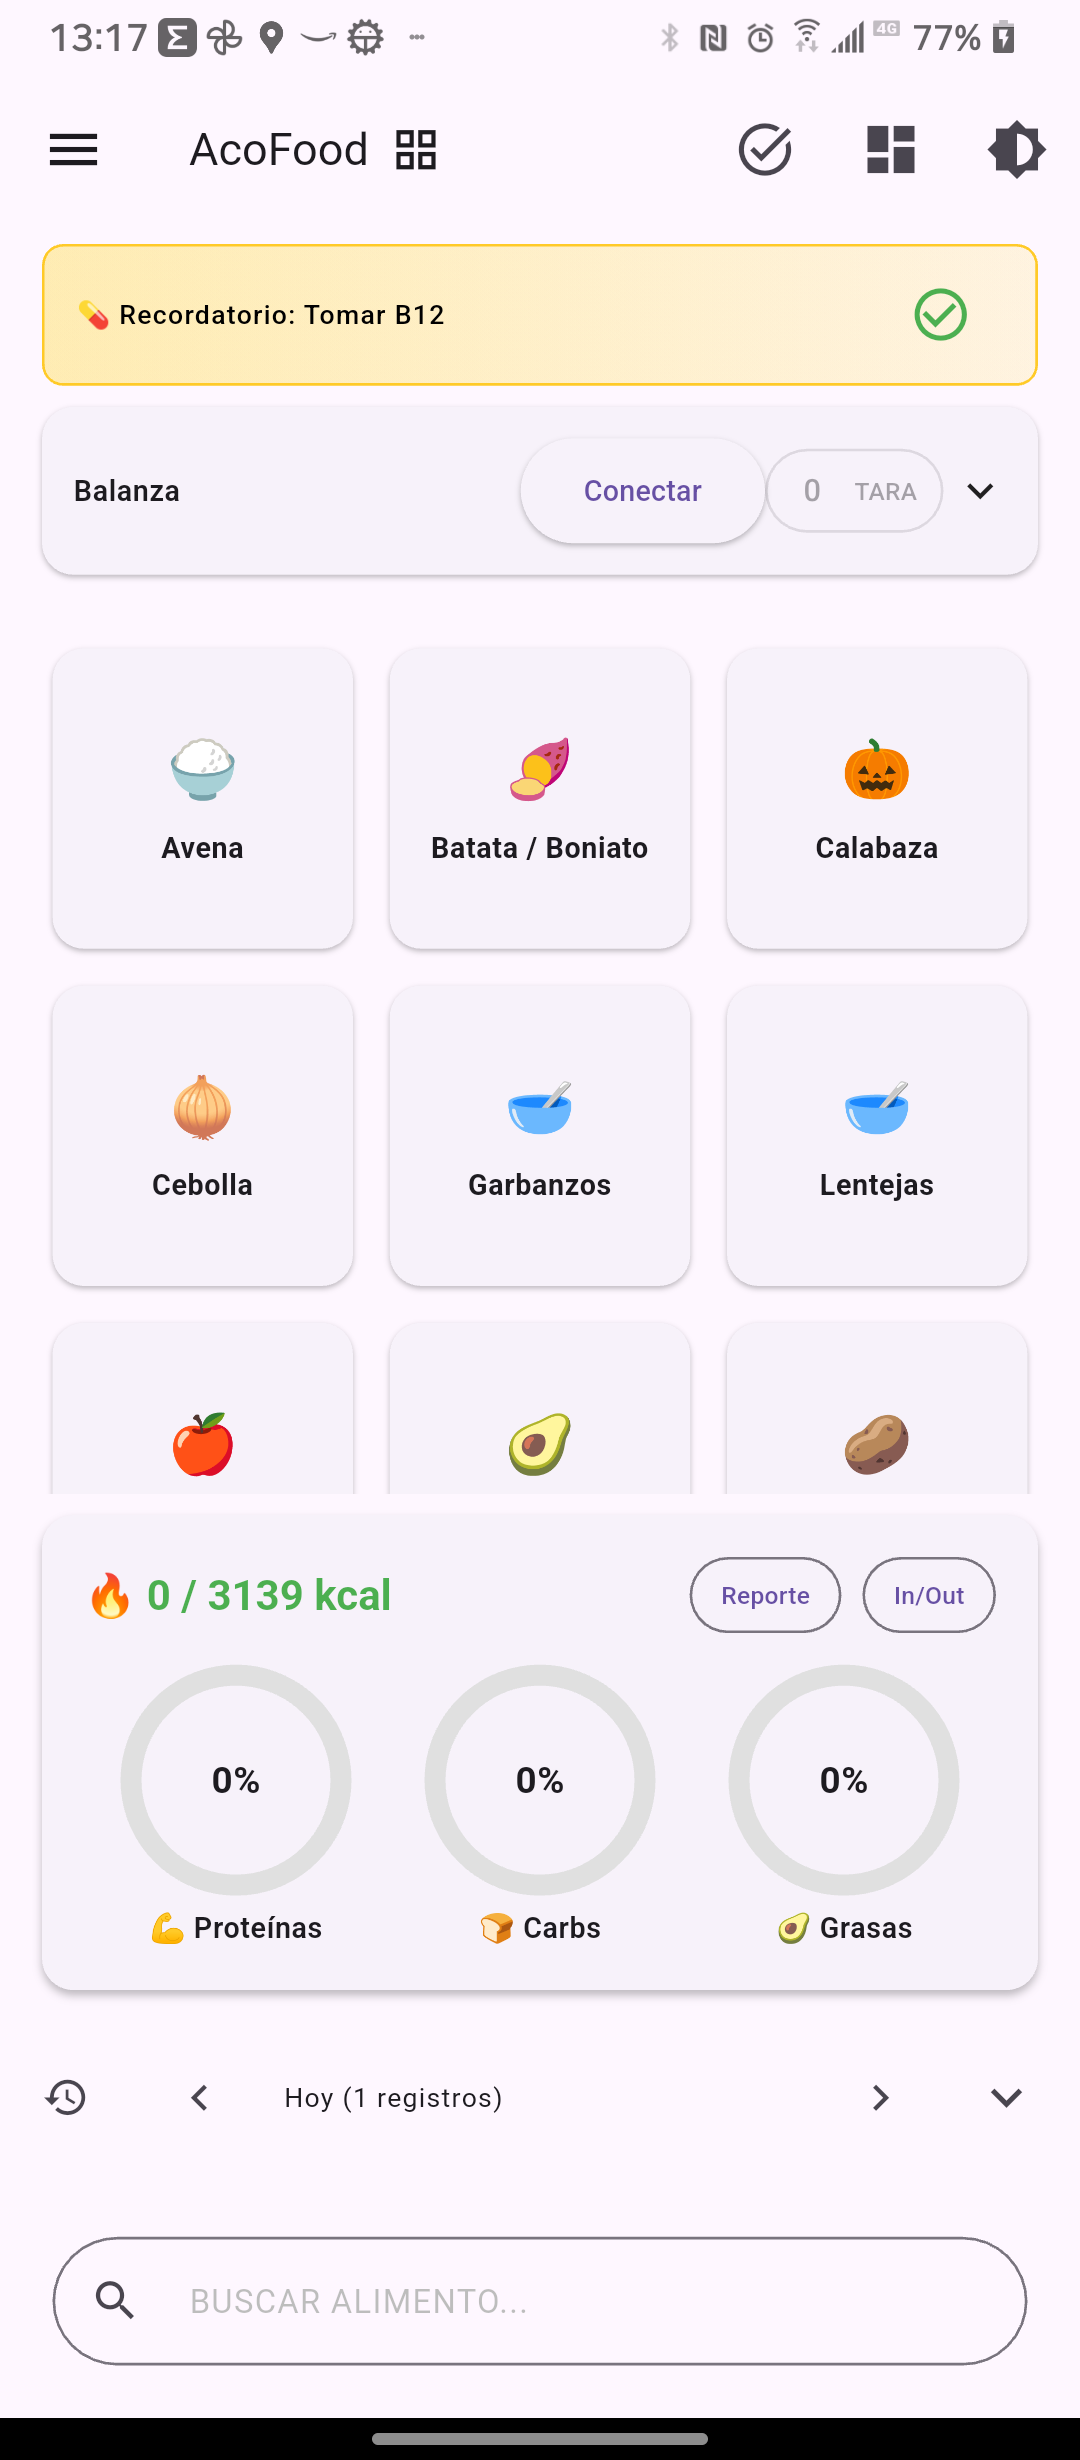 13:17
4G 77%
AcoFood
Recordatorio: Tomar B12
Balanza
Conectar
0 TARA
Avena
Batata / Boniato
Calabaza
Cebolla
Garbanzos
Lentejas
0 / 3139 kcal
Reporte
In/Out
0%
0%
0%
Proteínas
Carbs
Grasas
Hoy (1 registros)
BUSCAR ALIMENTO...